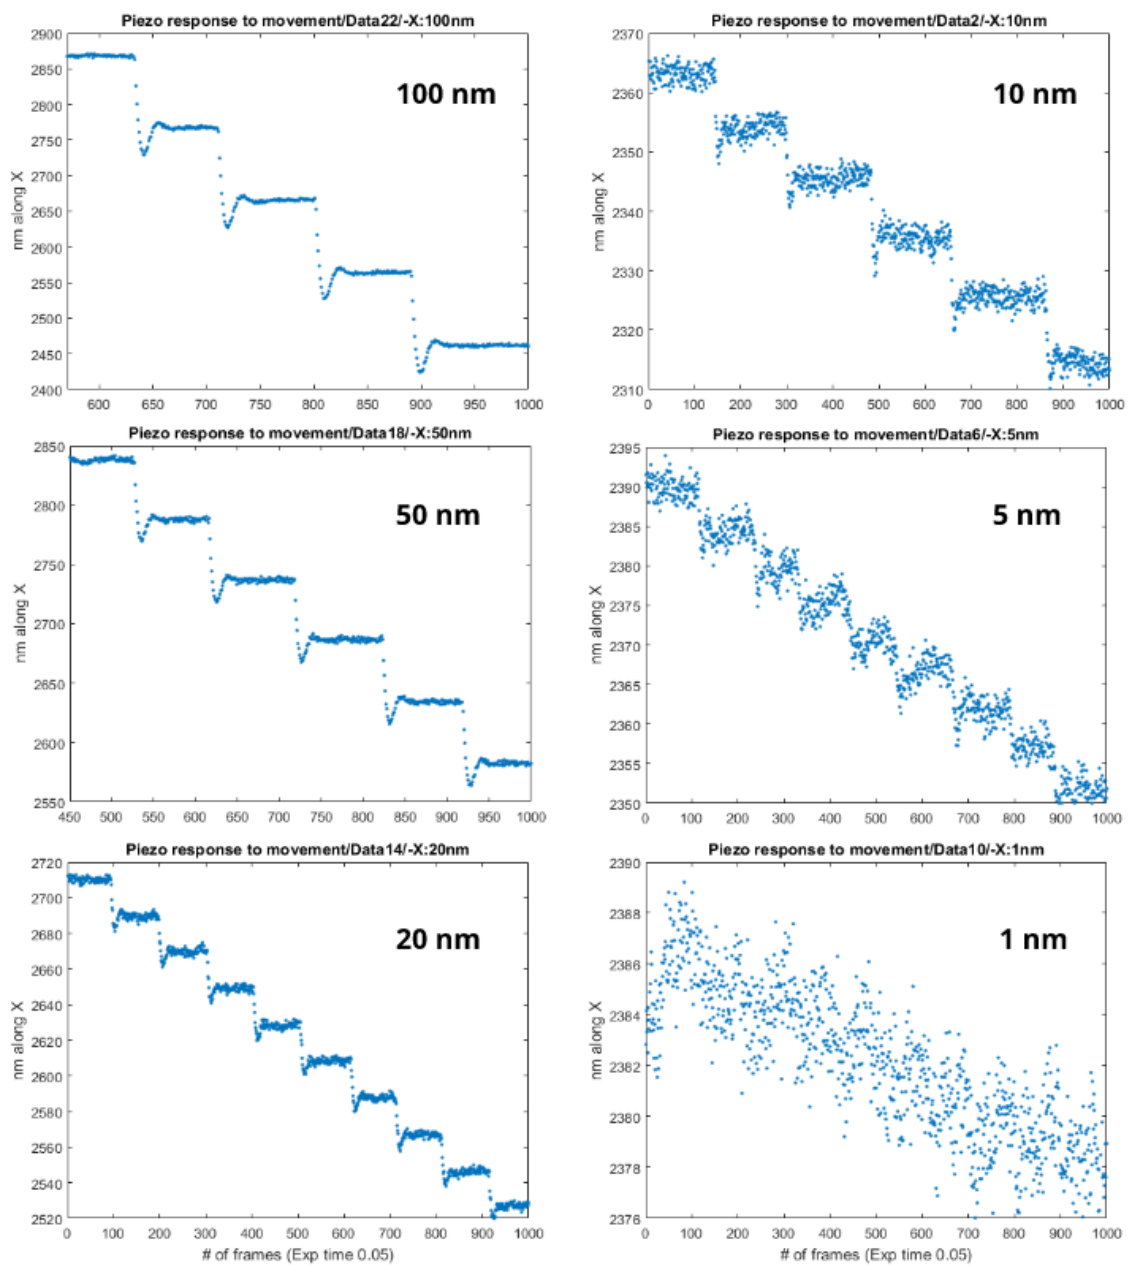 Piezo response to movement/Data22/-X:100nm
2900
2850
2800
2750
2700
2650
2600
2550
2500
2450
2400
nm along X
100 nm
600 650 700 750 800 850 900 950 1000
Piezo response to movement/Data2/-X:10nm
2370
2360
2350
2340
2330
2320
2310
nm along X
10 nm
0 100 200 300 400 500 600 700 800 900 1000
Piezo response to movement/Data18/-X:50nm
2850
2800
2750
2700
2650
2600
2550
nm along X
50 nm
450 500 550 600 650 700 750 800 850 900 950 1000
Piezo response to movement/Data6/-X:5nm
2395
2390
2385
2380
2375
2370
2365
2360
2355
2350
nm along X
5 nm
0 100 200 300 400 500 600 700 800 900 1000
Piezo response to movement/Data14/-X:20nm
2720
2700
2680
2660
2640
2620
2600
2580
2560
2540
2520
nm along X
20 nm
0 100 200 300 400 500 600 700 800 900 1000
# of frames (Exp time 0.05)
Piezo response to movement/Data10/-X:1nm
2390
2388
2386
2384
2382
2380
2378
2376
nm along X
1 nm
0 100 200 300 400 500 600 700 800 900 1000
# of frames (Exp time 0.05)